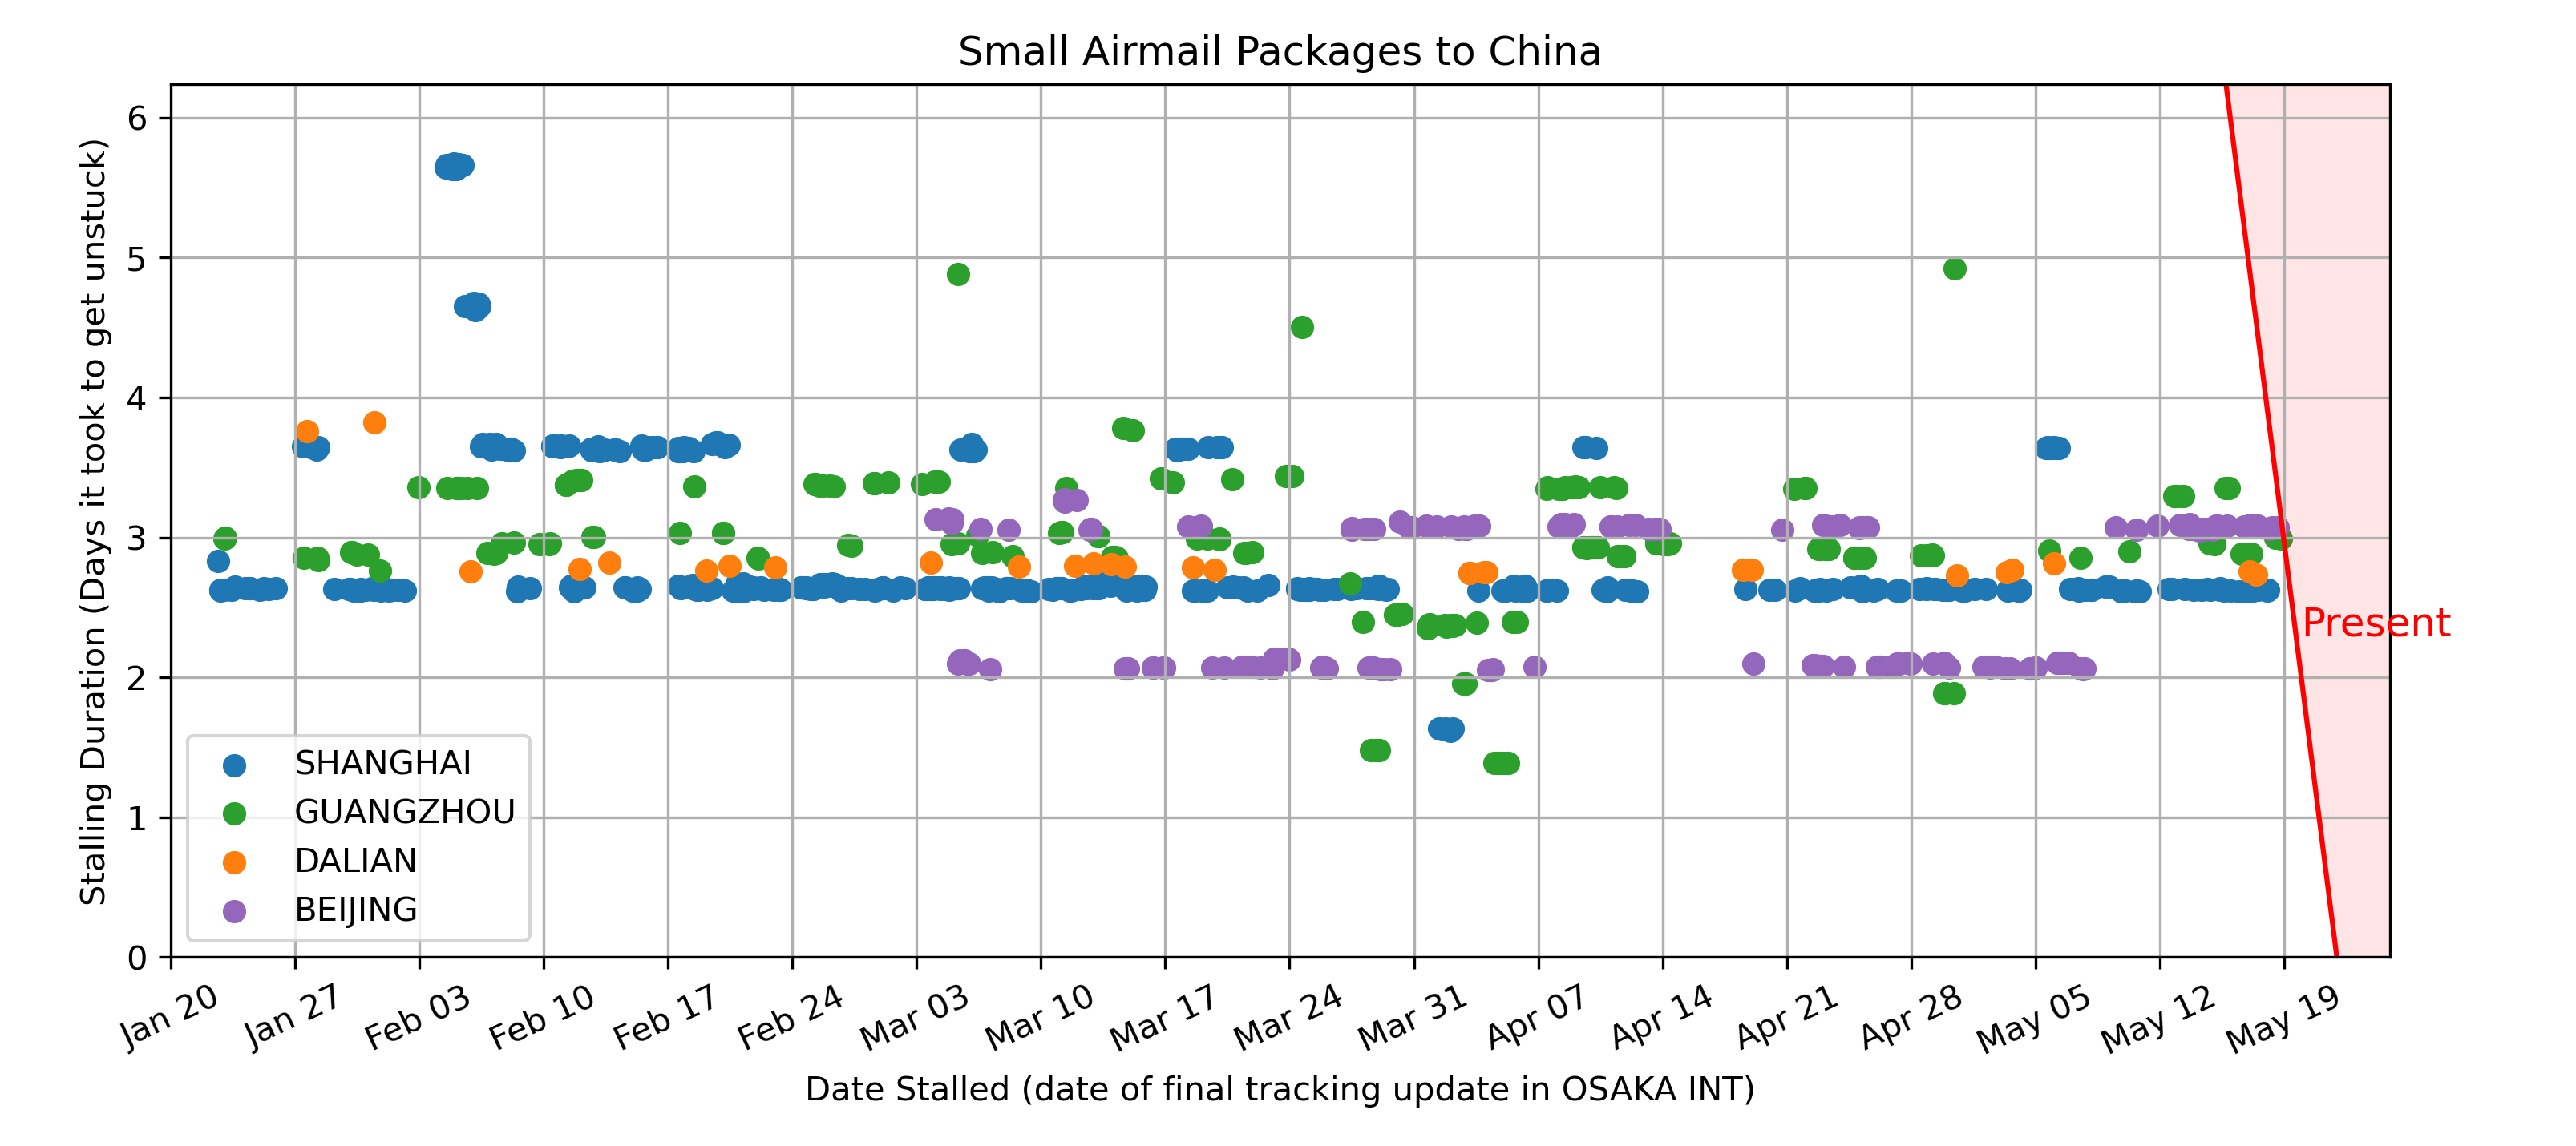 Small Airmail Packages to China
Stalling Duration (Days it took to get unstuck)
6
5
4
3
2
1
0
Present
SHANGHAI
GUANGZHOU
DALIAN
BEIJING
Jan 20
Jan 27
Feb 03
Feb 10
Feb 17
Feb 24
Mar 03
Mar 10
Mar 17
Mar 24
Mar 31
Apr 07
Apr 14
Apr 21
Apr 28
May 05
May 12
May 19
Date Stalled (date of final tracking update in OSAKA INT)